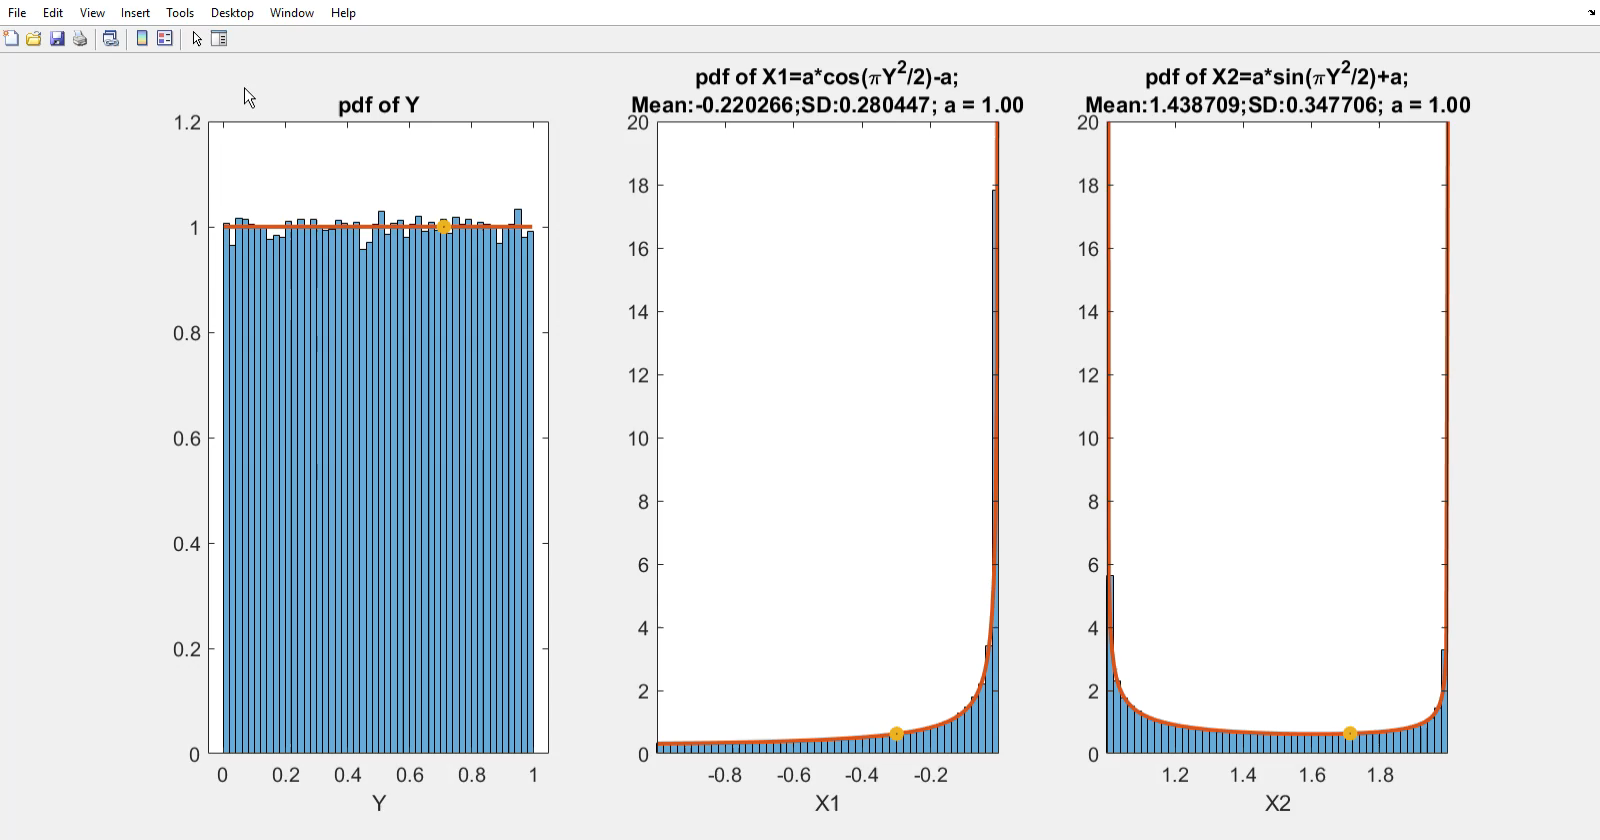 File Edit View Insert Tools Desktop Window Help
pdf of Y
1.2
1
0.8
0.6
0.4
0.2
0
0 0.2 0.4 0.6 0.8 1
Y
pdf of X1=a*cos(πY²/2)-a;
Mean:-0.220266;SD:0.280447; a = 1.00
20
18
16
14
12
10
8
6
4
2
0
-0.8 -0.6 -0.4 -0.2
X1
pdf of X2=a*sin(πY²/2)+a;
Mean:1.438709;SD:0.347706; a = 1.00
20
18
16
14
12
10
8
6
4
2
0
1.2 1.4 1.6 1.8
X2